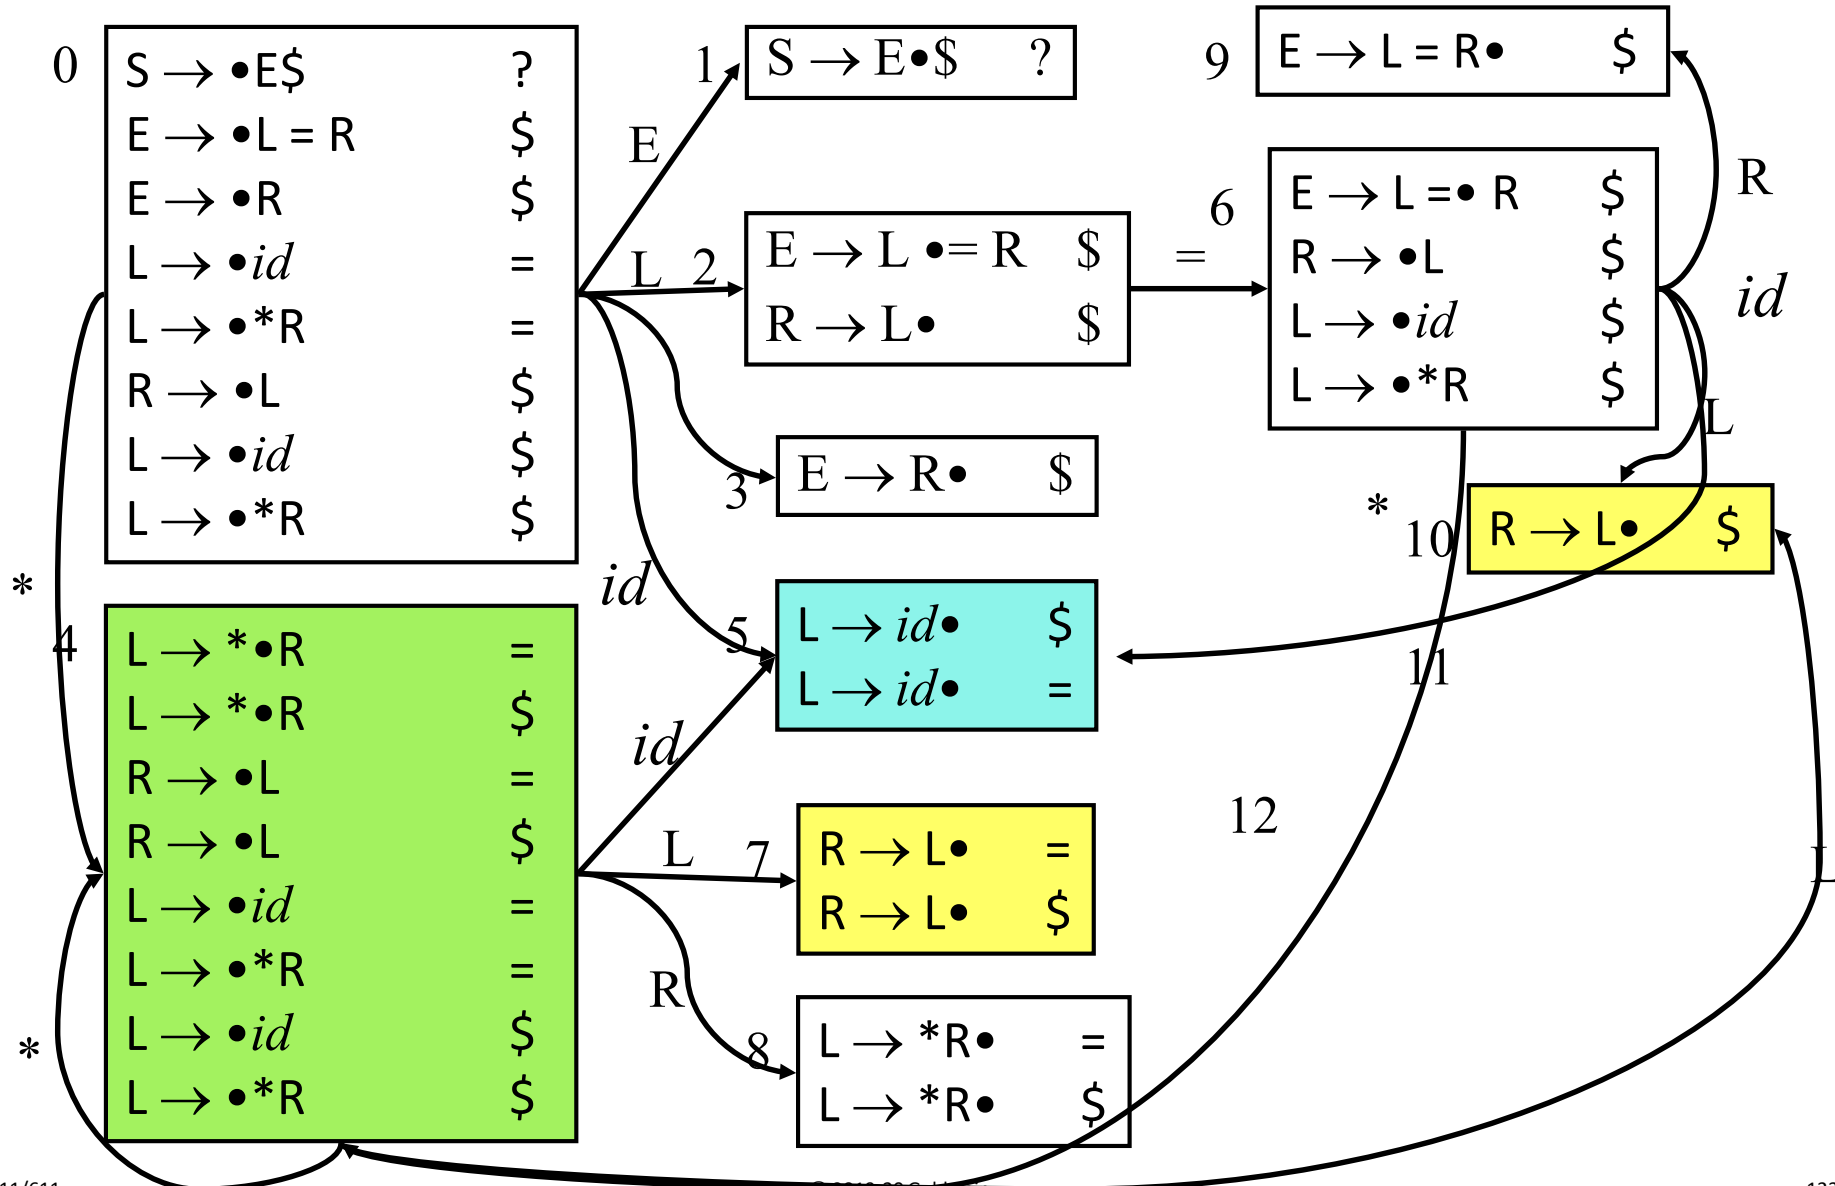 0
S → •E$ ?
E → •L = R $
E → •R $
L → •id =
L → •*R =
R → •L $
L → •id $
L → •*R $
1
S → E•$ ?
E
L
2
E → L •= R $
R → L• $
=
3
E → R• $
id
*
4
L → *•R =
L → *•R $
R → •L =
R → •L $
L → •id =
L → •*R =
L → •id $
L → •*R $
*
5
L → id• $
L → id• =
id
L
7
R → L• =
R → L• $
R
8
L → *R• =
L → *R• $
9
E → L = R• $
6
E → L =• R $
R → •L $
L → •id $
L → •*R $
R
id
L
*
10
R → L• $
11
12
L